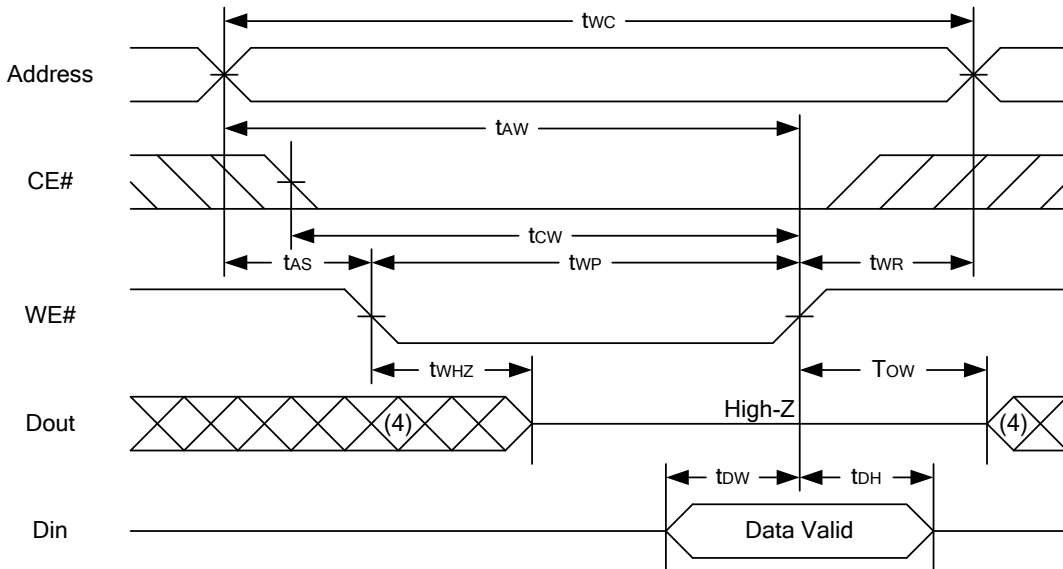 tWC
Address
tAW
CE#
tCW
tAS
tWP
tWR
WE#
tWHZ
TOW
High-Z
Dout
(4)
(4)
tDW
tDH
Din
Data Valid